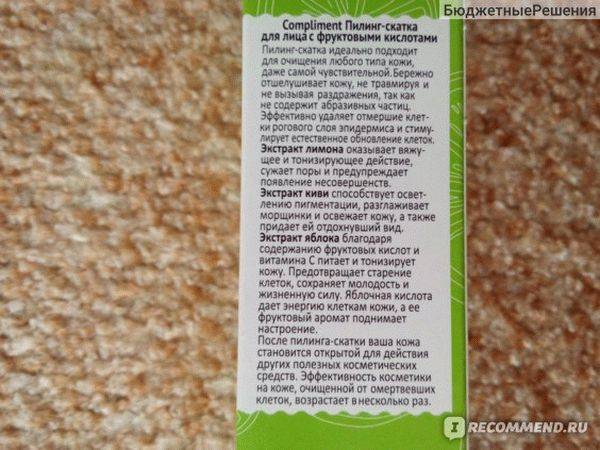 БюджетныеРешения
Compliment Пилинг-скатка
для лица с фруктовыми кислотами
Пилинг-скатка идеально подходит
для очищения любого типа кожи,
даже самой чувствительной.Бережно
отшелушивает кожу, не травмируя и
не вызывая раздражения, так как
не содержит абразивных частиц.
Эффективно удаляет отмершие клет-
ки рогового слоя эпидермиса и стиму-
лирует естественное обновление клеток.
Экстракт лимона оказывает вяжу-
щее и тонизирующее действие,
сужает поры и предупреждает
появление несовершенств.
Экстракт киви способствует освет-
лению пигментации, разглаживает
морщинки и освежает кожу, а также
придает ей отдохнувший вид.
Экстракт яблока благодаря
содержанию фруктовых кислот и
витамина С питает и тонизирует
кожу. Предотвращает старение
клеток, сохраняет молодость и
жизненную силу. Яблочная кислота
дает энергию клеткам кожи, а ее
фруктовый аромат поднимает
настроение.
После пилинга-скатки ваша кожа
становится открытой для действия
других полезных косметических
средств. Эффективность косметики
на коже, очищенной от омертвевших
клеток, возрастает в несколько раз.
I RECOMMEND.RU